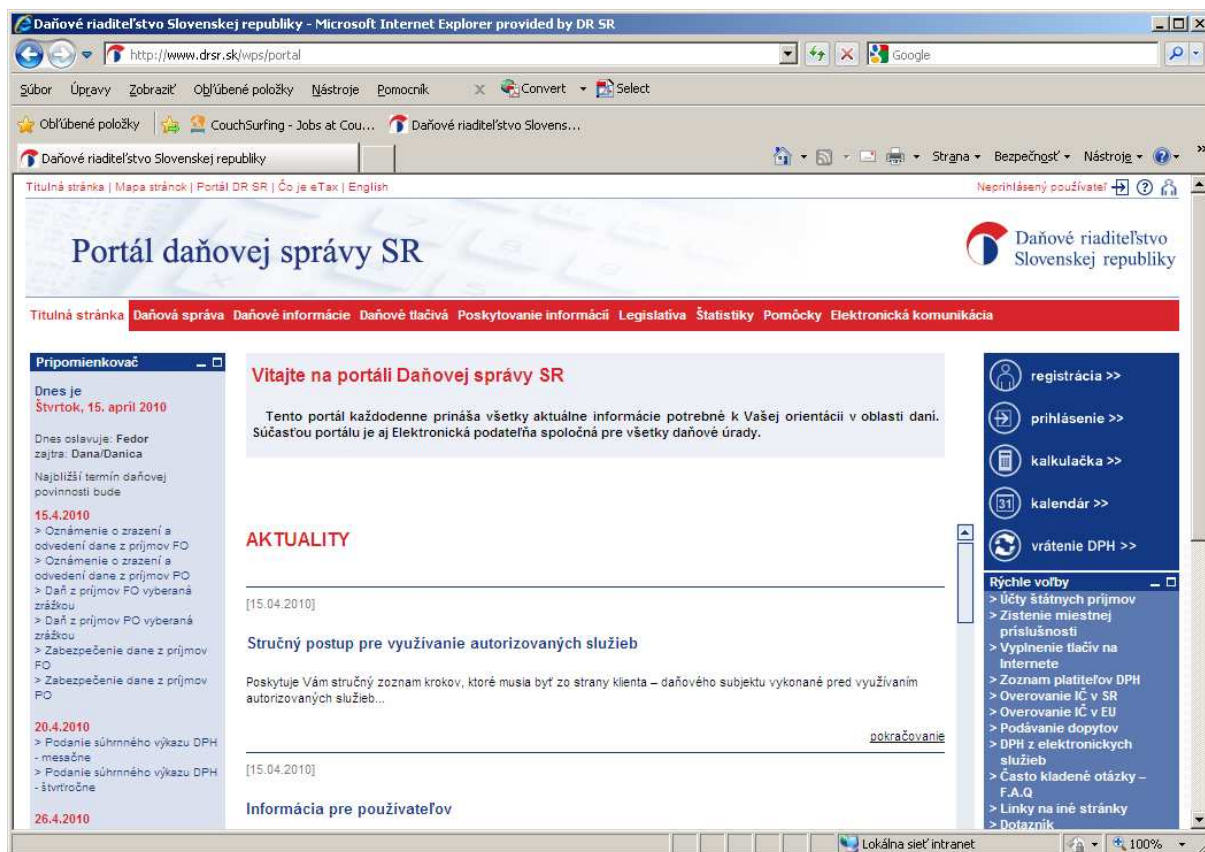 Daňové riaditeľstvo Slovenskej republiky - Microsoft Internet Explorer provided by DR SR
http://www.drsr.sk/wps/portal
Google
Súbor Úpravy Zobraziť Obľúbené položky Nástroje Pomocník x Convert Select
Obľúbené položky CouchSurfing - Jobs at Cou... Daňové riaditeľstvo Slovens...
Daňové riaditeľstvo Slovenskej republiky
Strana Bezpečnosť Nástroje »
Titulná stránka | Mapa stránok | Portál DR SR | Čo je eTax | English
Neprihlásený používateľ
Portál daňovej správy SR
Daňové riaditeľstvo
Slovenskej republiky
Titulná stránka Daňová správa Daňové informácie Daňové tlačivá Poskytovanie informácií Legislatíva Štatistiky Pomôcky Elektronická komunikácia
Pripomienkovač
Dnes je
Štvrtok, 15. apríl 2010
Dnes oslavuje: Fedor
zajtra: Dana/Danica
Najbližší termín daňovej
povinnosti bude
15.4.2010
> Oznámenie o zrazení a
odvedení dane z príjmov FO
> Oznámenie o zrazení a
odvedení dane z príjmov PO
> Daň z príjmov FO vyberaná
zrážkou
> Daň z príjmov PO vyberaná
zrážkou
> Zabezpečenie dane z príjmov
FO
> Zabezpečenie dane z príjmov
PO
20.4.2010
> Podanie súhrnného výkazu DPH
- mesačne
> Podanie súhrnného výkazu DPH
- štvrťročne
26.4.2010
Vitajte na portáli Daňovej správy SR
Tento portál každodenne prináša všetky aktuálne informácie potrebné k Vašej orientácii v oblasti daní.
Súčasťou portálu je aj Elektronická podateľňa spoločná pre všetky daňové úrady.
AKTUALITY
[15.04.2010]
Stručný postup pre využívanie autorizovaných služieb
Poskytuje Vám stručný zoznam krokov, ktoré musia byť zo strany klienta – daňového subjektu vykonané pred využívaním
autorizovaných služieb...
pokračovanie
[15.04.2010]
Informácia pre používateľov
registrácia >>
prihlásenie >>
kalkulačka >>
31 kalendár >>
vrátenie DPH >>
Rýchle voľby
> Účty štátnych príjmov
> Zistenie miestnej
príslušnosti
> Vyplnenie tlačív na
Internete
> Zoznam platiteľov DPH
> Overovanie IČ v SR
> Overovanie IČ v EU
> Podávanie dopytov
> DPH z elektronickych
služieb
> Často kladené otázky –
F.A.Q
> Linky na iné stránky
> Dotazník
Lokálna sieť intranet
100%